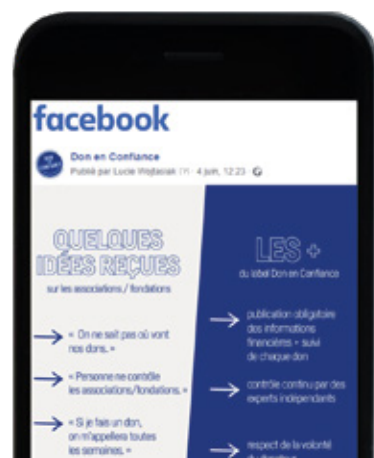 facebook
Don en Confiance
Publié par Lucie Wojtasiak · 4 juin, 12:23 ·
QUELQUES
IDÉES REÇUES
sur les associations / fondations
« On ne sait pas où vont
nos dons. »
« Personne ne contrôle
les associations/fondations. »
« Si je fais un don,
on m'appellera toutes
les semaines. »
LES +
du label Don en Confiance
publication obligatoire
des informations
financières + suivi
de chaque don
contrôle continu par des
experts indépendants
respect de la volonté